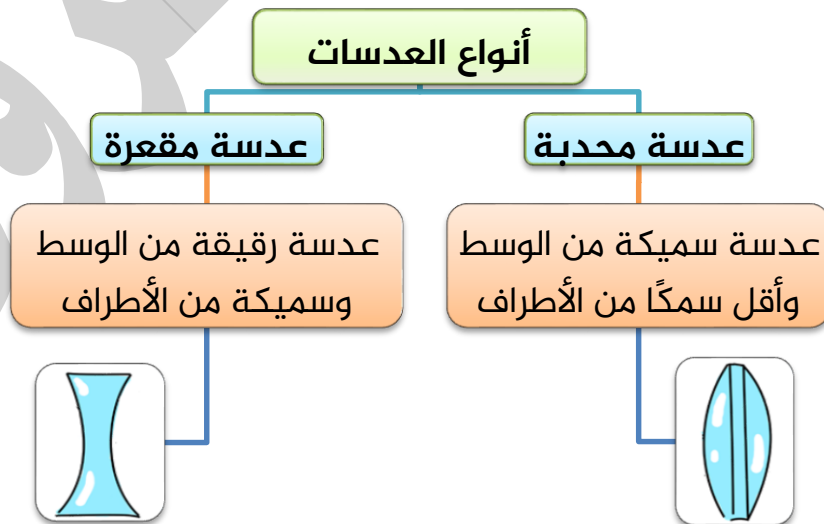 أنواع العدسات
عدسة محدبة
عدسة مقعرة
عدسة سميكة من الوسط
وأقل سمكًا من الأطراف
عدسة رقيقة من الوسط
وسميكة من الأطراف